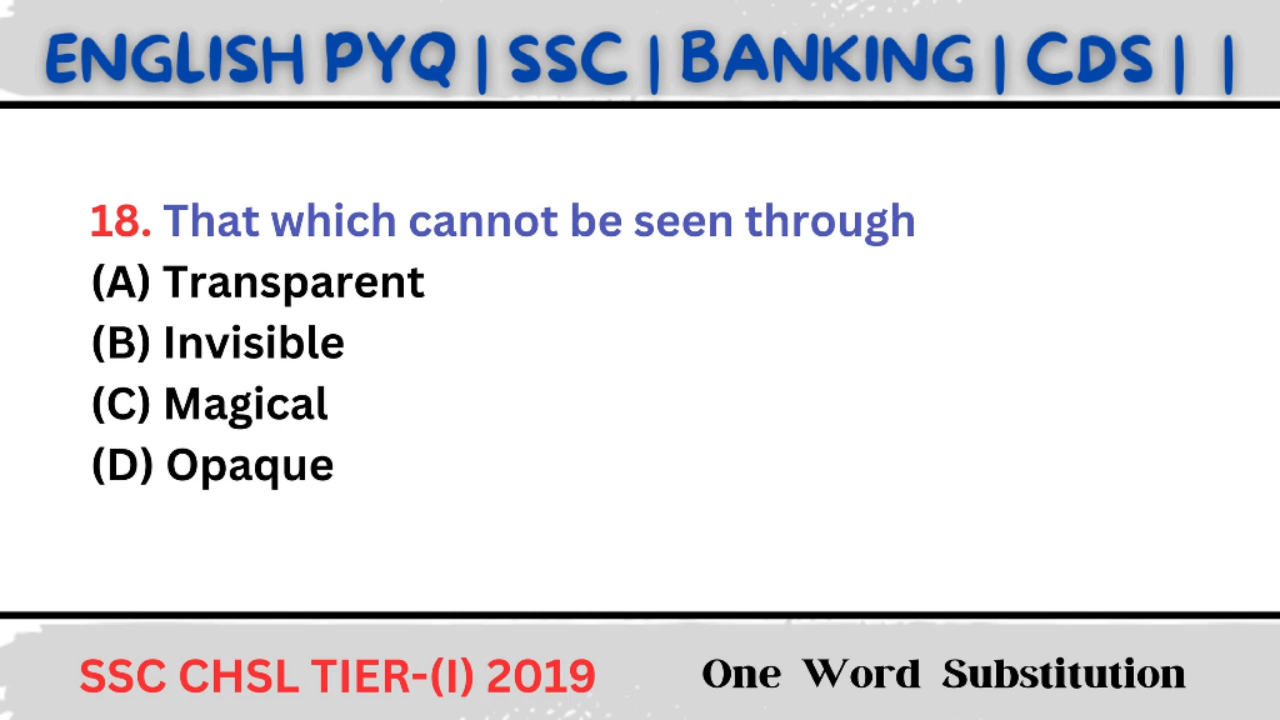 ENGLISH PYQ | SSC | BANKING | CDS | |
18. That which cannot be seen through
(A) Transparent
(B) Invisible
(C) Magical
(D) Opaque
SSC CHSL TIER-(I) 2019 One Word Substitution